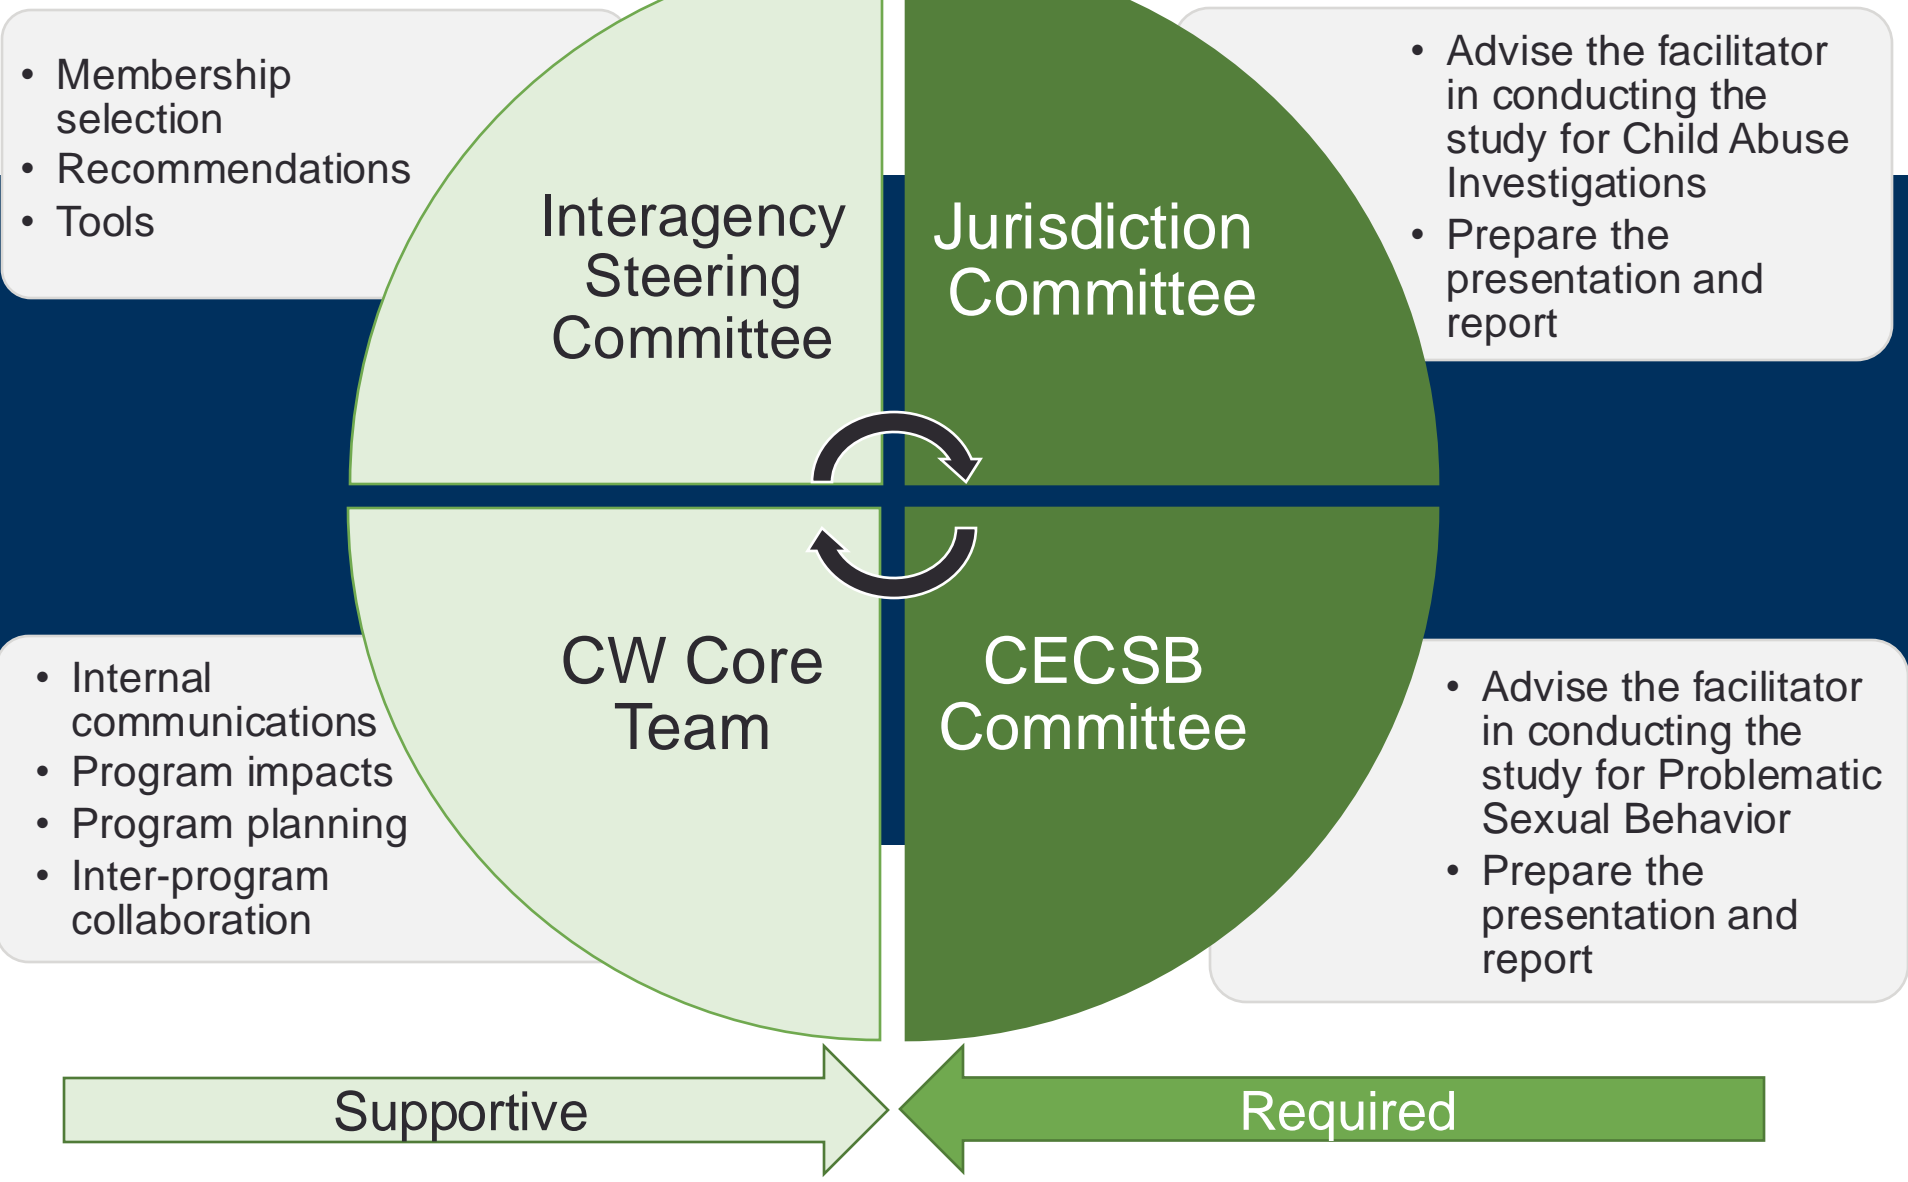 • Membership
selection
• Recommendations
• Tools
Interagency
Steering
Committee
Jurisdiction
Committee
• Advise the facilitator
in conducting the
study for Child Abuse
Investigations
• Prepare the
presentation and
report
• Internal
communications
• Program impacts
• Program planning
• Inter-program
collaboration
CW Core
Team
CECSB
Committee
• Advise the facilitator
in conducting the
study for Problematic
Sexual Behavior
• Prepare the
presentation and
report
Supportive
Required